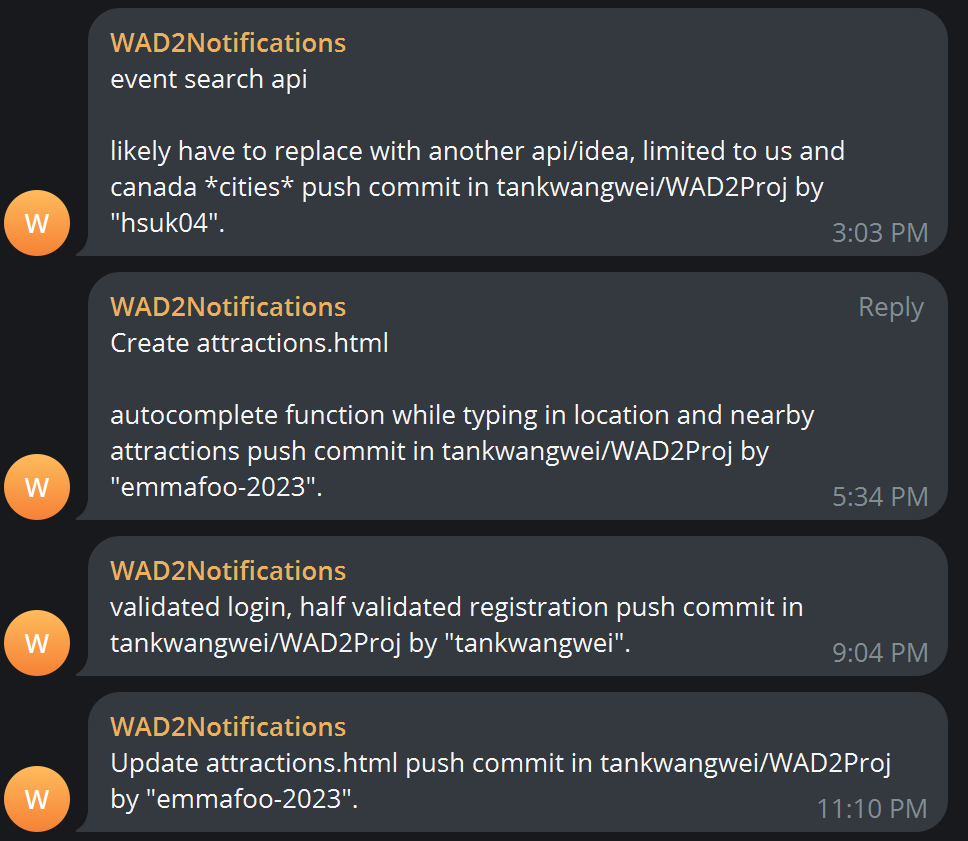 WAD2Notifications
event search api
likely have to replace with another api/idea, limited to us and
canada *cities* push commit in tankwangwei/WAD2Proj by
"hsuk04".
3:03 PM
W
WAD2Notifications
Reply
Create attractions.html
autocomplete function while typing in location and nearby
attractions push commit in tankwangwei/WAD2Proj by
"emmafoo-2023".
5:34 PM
W
WAD2Notifications
validated login, half validated registration push commit in
tankwangwei/WAD2Proj by "tankwangwei".
9:04 PM
W
WAD2Notifications
Update attractions.html push commit in tankwangwei/WAD2Proj
by "emmafoo-2023".
11:10 PM
W